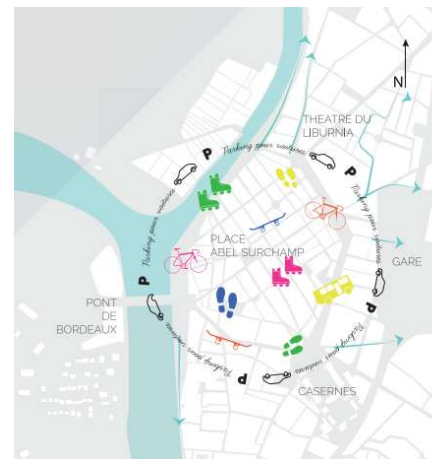 N
THEATRE DU
LIBURNIA
P
Parking pour voitures
P
Parking pour voitures
Parking pour voitures
PLACE
ABEL SURCHAMP
GARE
P
PONT
DE
BORDEAUX
P
Parking pour voitures
Parking pour voitures
P
CASERNES